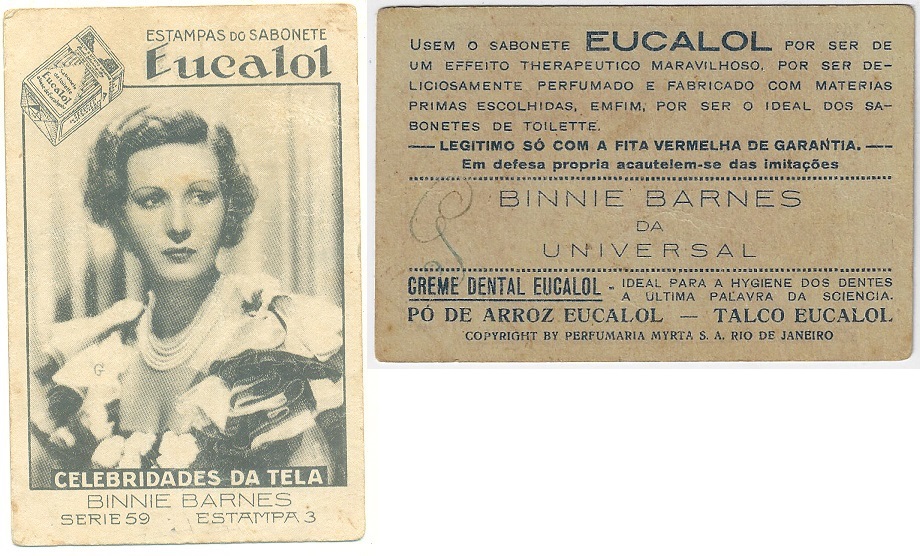 ESTAMPAS DO SABONETE
Eucalol
Eucalol
CELEBRIDADES DA TELA
BINNIE BARNES
SERIE 59 - ESTAMPA 3
USEM O SABONETE EUCALOL POR SER DE
UM EFFEITO THERAPEUTICO MARAVILHOSO, POR SER DE-
LICIOSAMENTE PERFUMADO E FABRICADO COM MATERIAS
PRIMAS ESCOLHIDAS, EMFIM, POR SER O IDEAL DOS SA-
BONETES DE TOILETTE.
— LEGITIMO SÓ COM A FITA VERMELHA DE GARANTIA. —
Em defesa propria acautelem-se das imitações
BINNIE BARNES
DA
UNIVERSAL
CREME DENTAL EUCALOL - IDEAL PARA A HYGIENE DOS DENTES
A ULTIMA PALAVRA DA SCIENCIA.
PÓ DE ARROZ EUCALOL — TALCO EUCALOL
COPYRIGHT BY PERFUMARIA MYRTA S. A. RIO DE JANEIRO